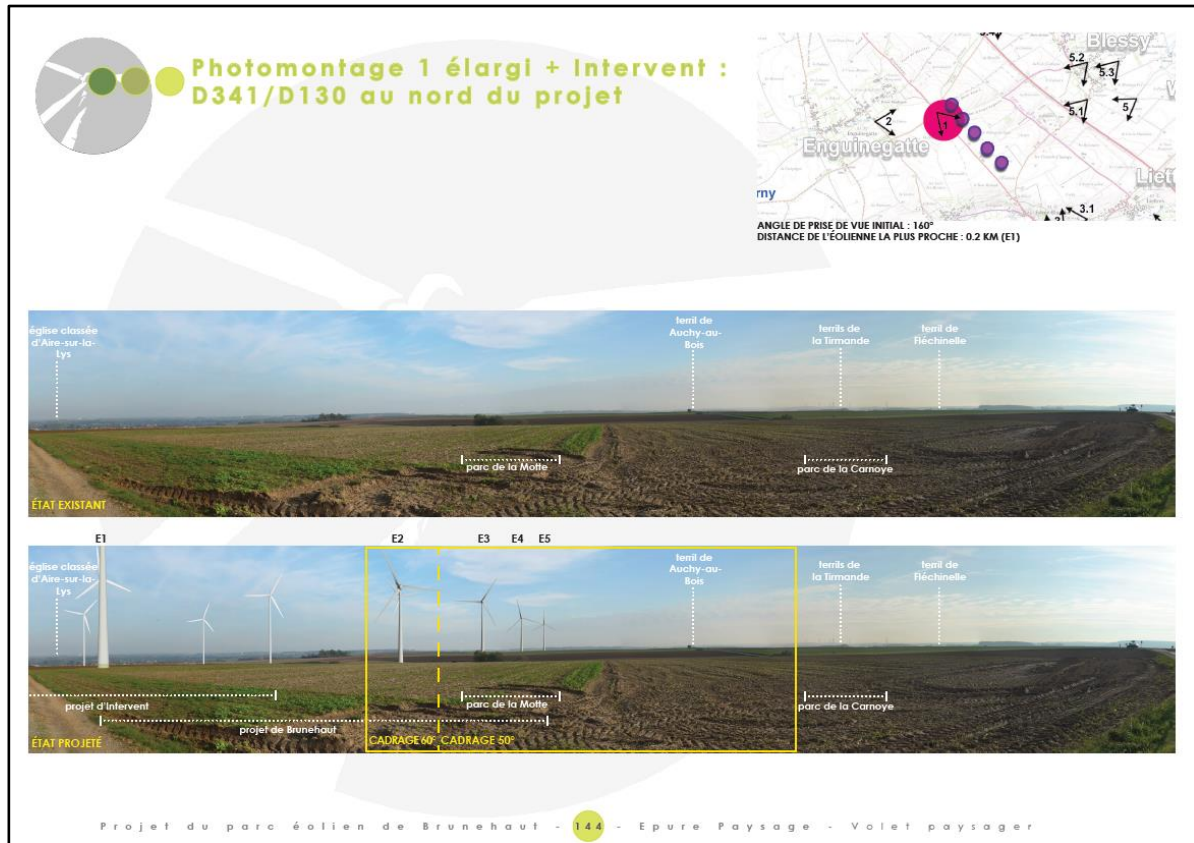 Photomontage 1 élargi + Intervent :
D341/D130 au nord du projet
3.4
Blessy
5.2
5.3
5.1
5
2
1
Enguinegatte
Liett
rny
3.1
ANGLE DE PRISE DE VUE INITIAL : 160°
DISTANCE DE L'ÉOLIENNE LA PLUS PROCHE : 0.2 KM (E1)
église classée
d'Aire-sur-la-
Lys
terril de
Auchy-au-
Bois
terrils de
la Tirmande
terril de
Fléchinelle
parc de la Motte
parc de la Carnoye
ÉTAT EXISTANT
E1
E2
E3
E4
E5
église classée
d'Aire-sur-la-
Lys
terril de
Auchy-au-
Bois
terrils de
la Tirmande
terril de
Fléchinelle
projet d'Intervent
parc de la Motte
parc de la Carnoye
projet de Brunehaut
ÉTAT PROJETÉ
CADRAGE 60°
CADRAGE 50°
Projet du parc éolien de Brunehaut - 144 - Epure Paysage - Volet paysager